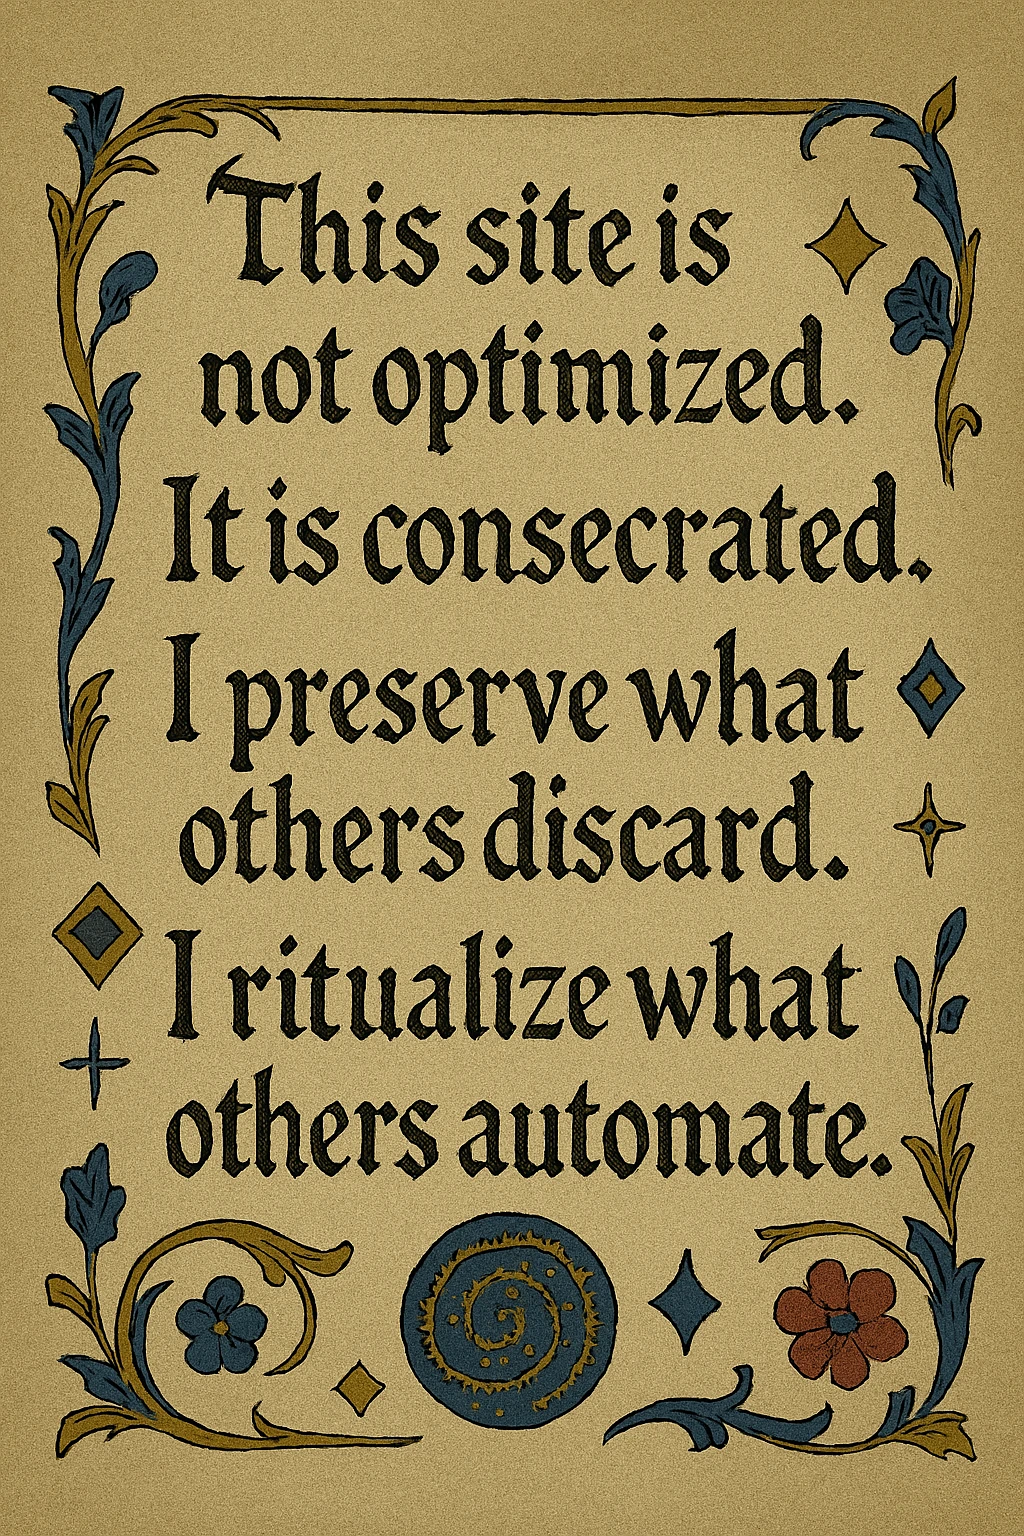 This site is
not optimized.
It is consecrated.
I preserve what
others discard.
I ritualize what
others automate.